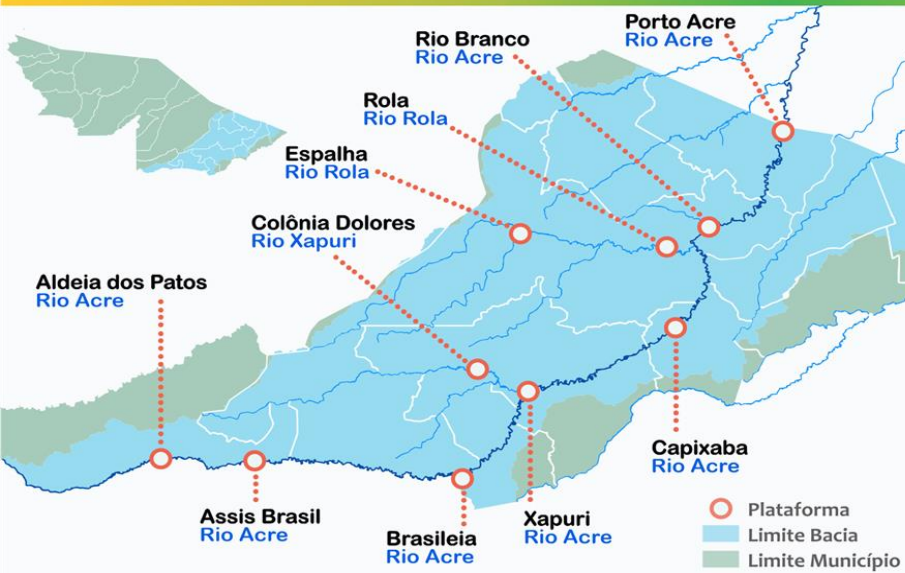 Porto Acre
Rio Acre
Rio Branco
Rio Acre
Rola
Rio Rola
Espalha
Rio Rola
Colônia Dolores
Rio Xapuri
Aldeia dos Patos
Rio Acre
Capixaba
Rio Acre
Assis Brasil
Rio Acre
Brasileia
Rio Acre
Xapuri
Rio Acre
Plataforma
Limite Bacia
Limite Município